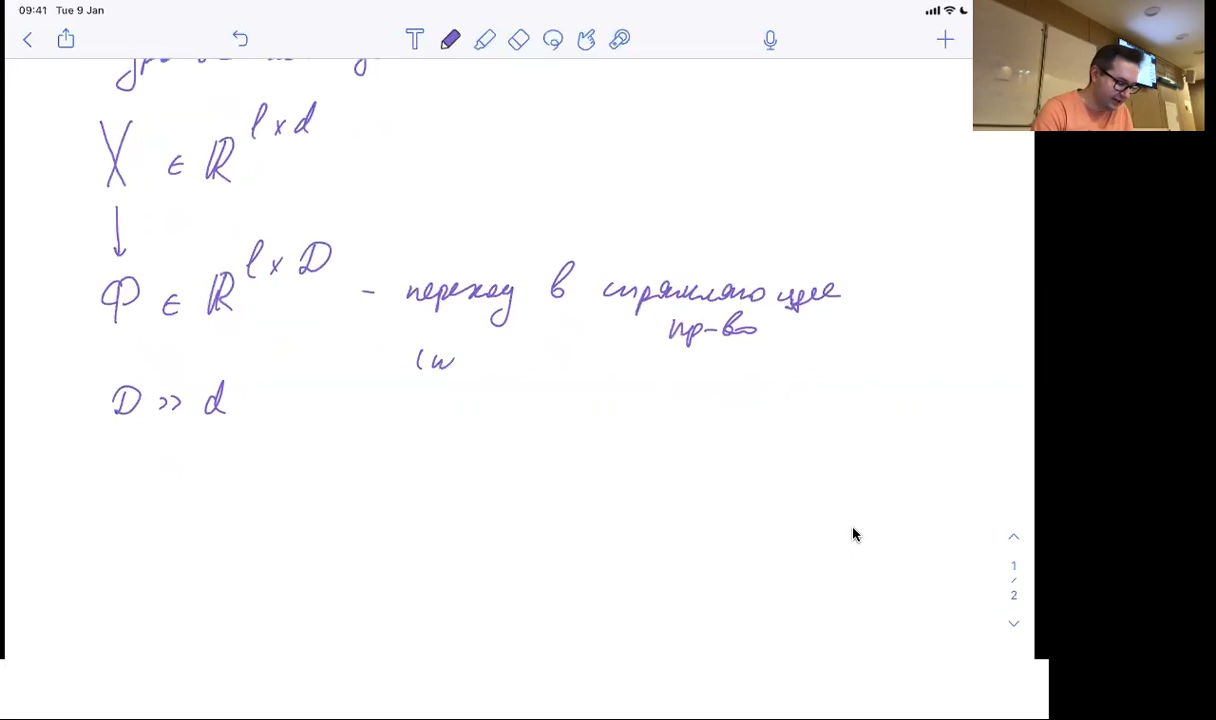 09:41 Tue 9 Jan
X ∈ ℝ^{l×d}
↓
Φ ∈ ℝ^{l×D} – переход в спрямляющее
пр-во
(и
D >> d
1
/
2